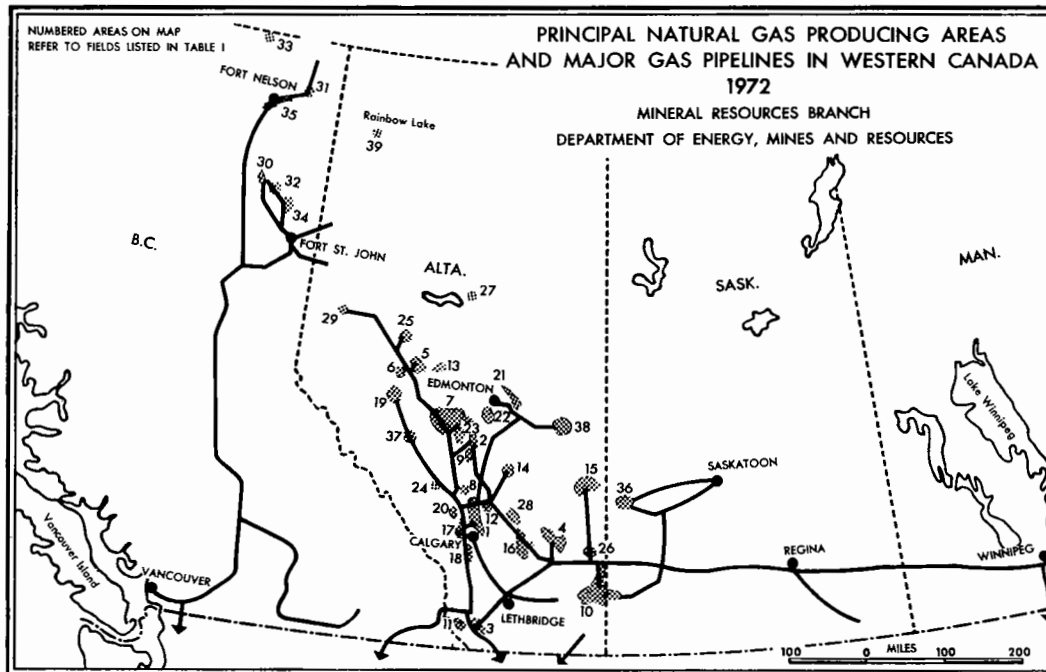 NUMBERED AREAS ON MAP
REFER TO FIELDS LISTED IN TABLE I
PRINCIPAL NATURAL GAS PRODUCING AREAS
AND MAJOR GAS PIPELINES IN WESTERN CANADA
1972
MINERAL RESOURCES BRANCH
DEPARTMENT OF ENERGY, MINES AND RESOURCES
33
FORT NELSON
31
35
Rainbow Lake
39
30
32
34
FORT ST. JOHN
B.C.
ALTA.
SASK.
MAN.
27
29
25
5
6
13
EDMONTON
21
19
7
22
38
23
37
2
9
14
15
SASKATOON
24
8
36
20
12
28
17
1
4
CALGARY
16
18
26
REGINA
WINNIPEG
Lake Winnipeg
Vancouver Island
VANCOUVER
10
LETHBRIDGE
11
3
MILES
100 0 100 200